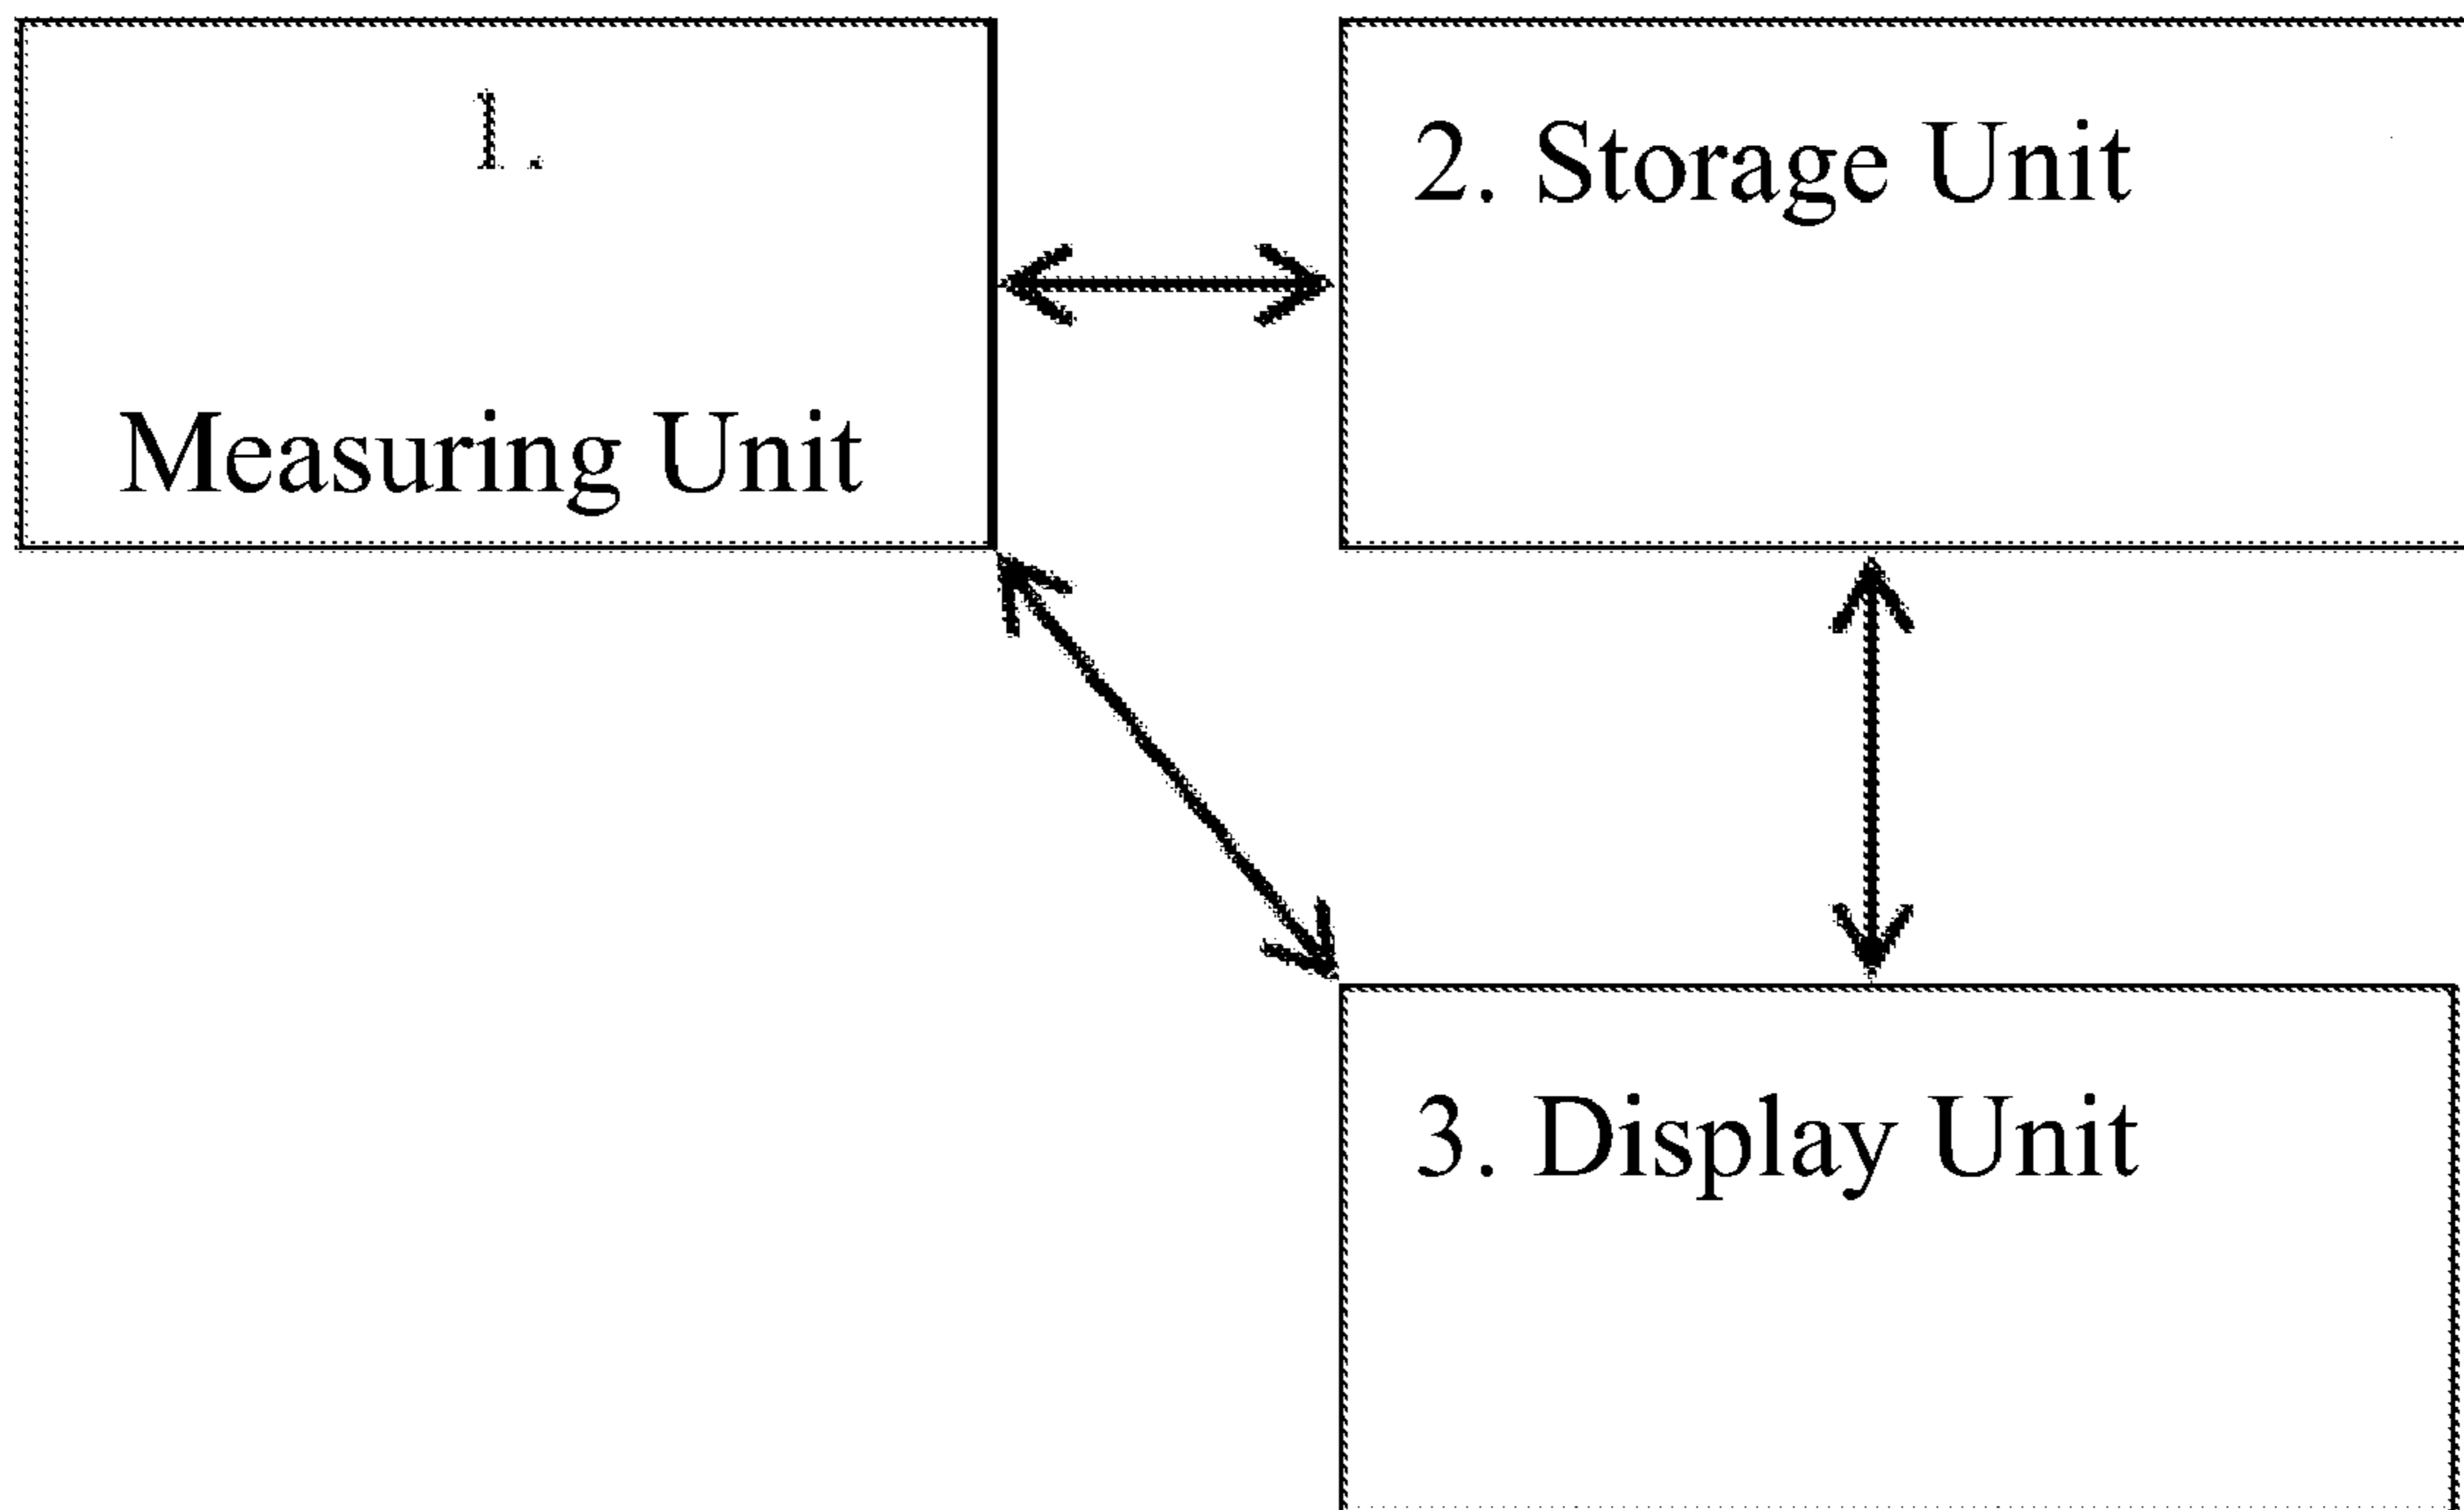 1.
Measuring Unit
2. Storage Unit
3. Display Unit